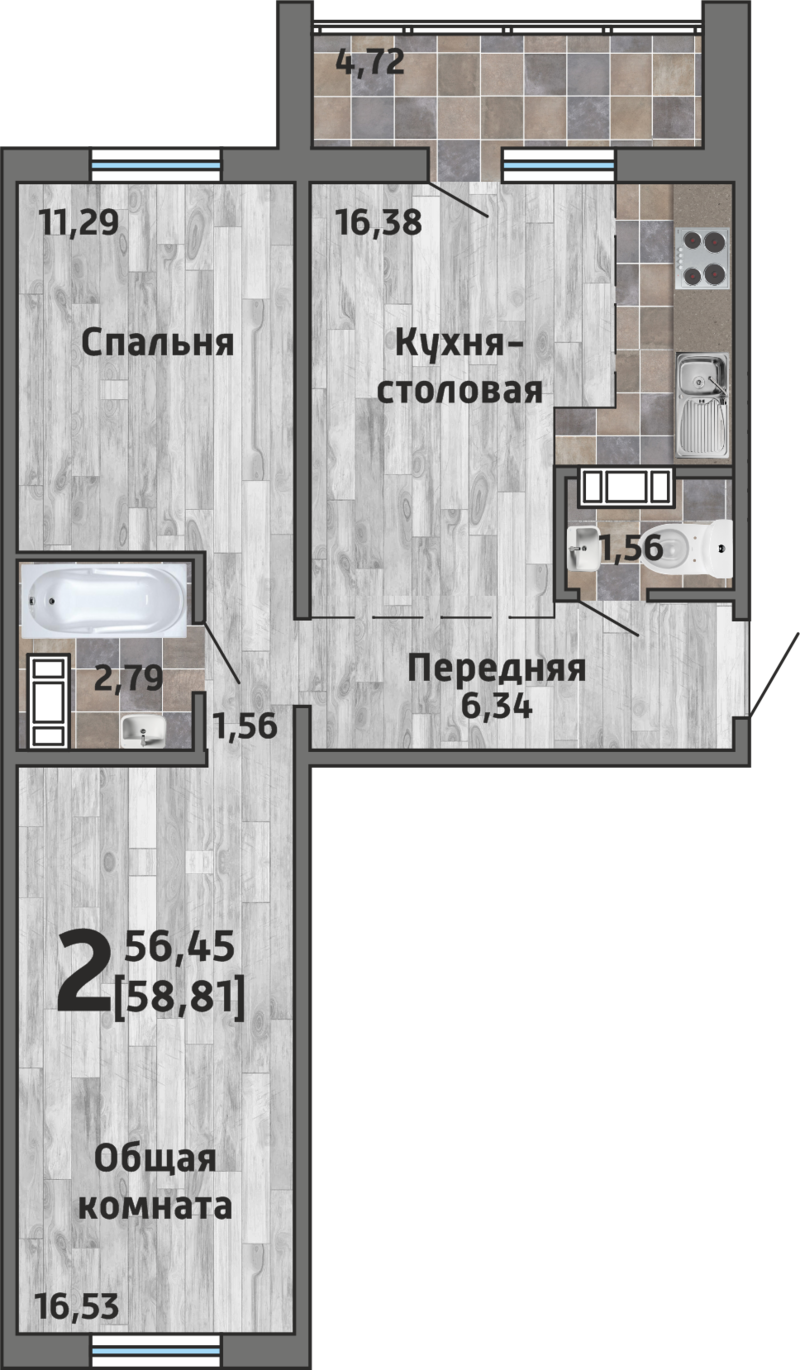 4,72
11,29
16,38
Спальня
Кухня-
столовая
1,56
2,79
Передняя
6,34
1,56
2
56,45
[58,81]
Общая
комната
16,53